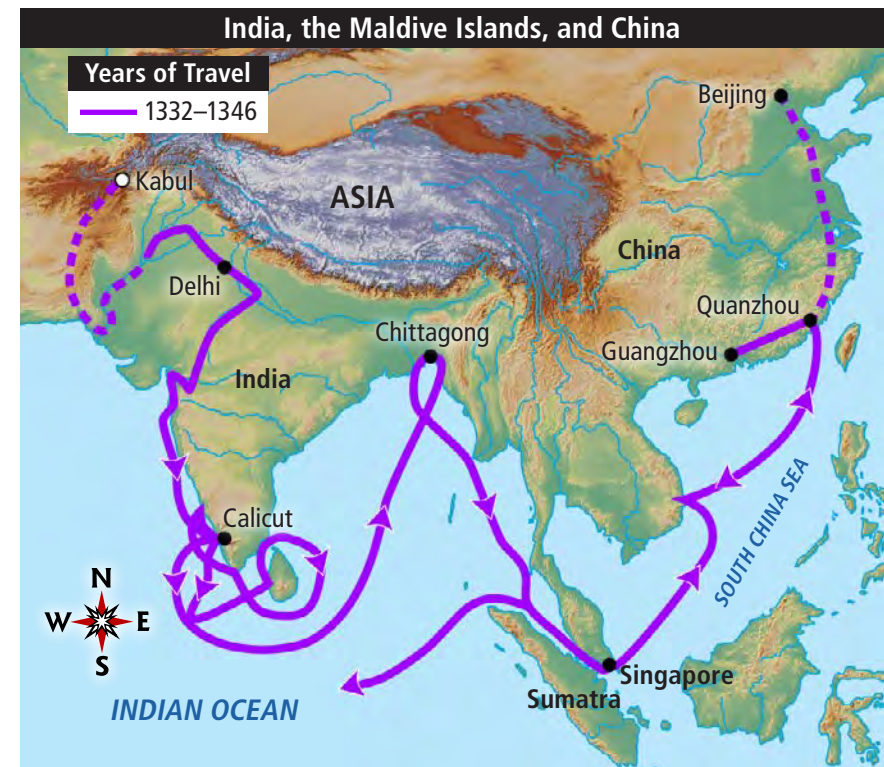 India, the Maldive Islands, and China
Years of Travel
1332–1346
Beijing
Kabul
ASIA
China
Delhi
Quanzhou
Chittagong
Guangzhou
India
Calicut
SOUTH CHINA SEA
N
W E
S
Singapore
Sumatra
INDIAN OCEAN